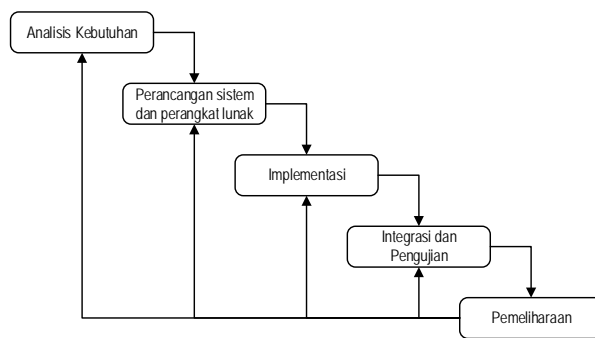 Analisis Kebutuhan
Perancangan sistem
dan perangkat lunak
Implementasi
Integrasi dan
Pengujian
Pemeliharaan